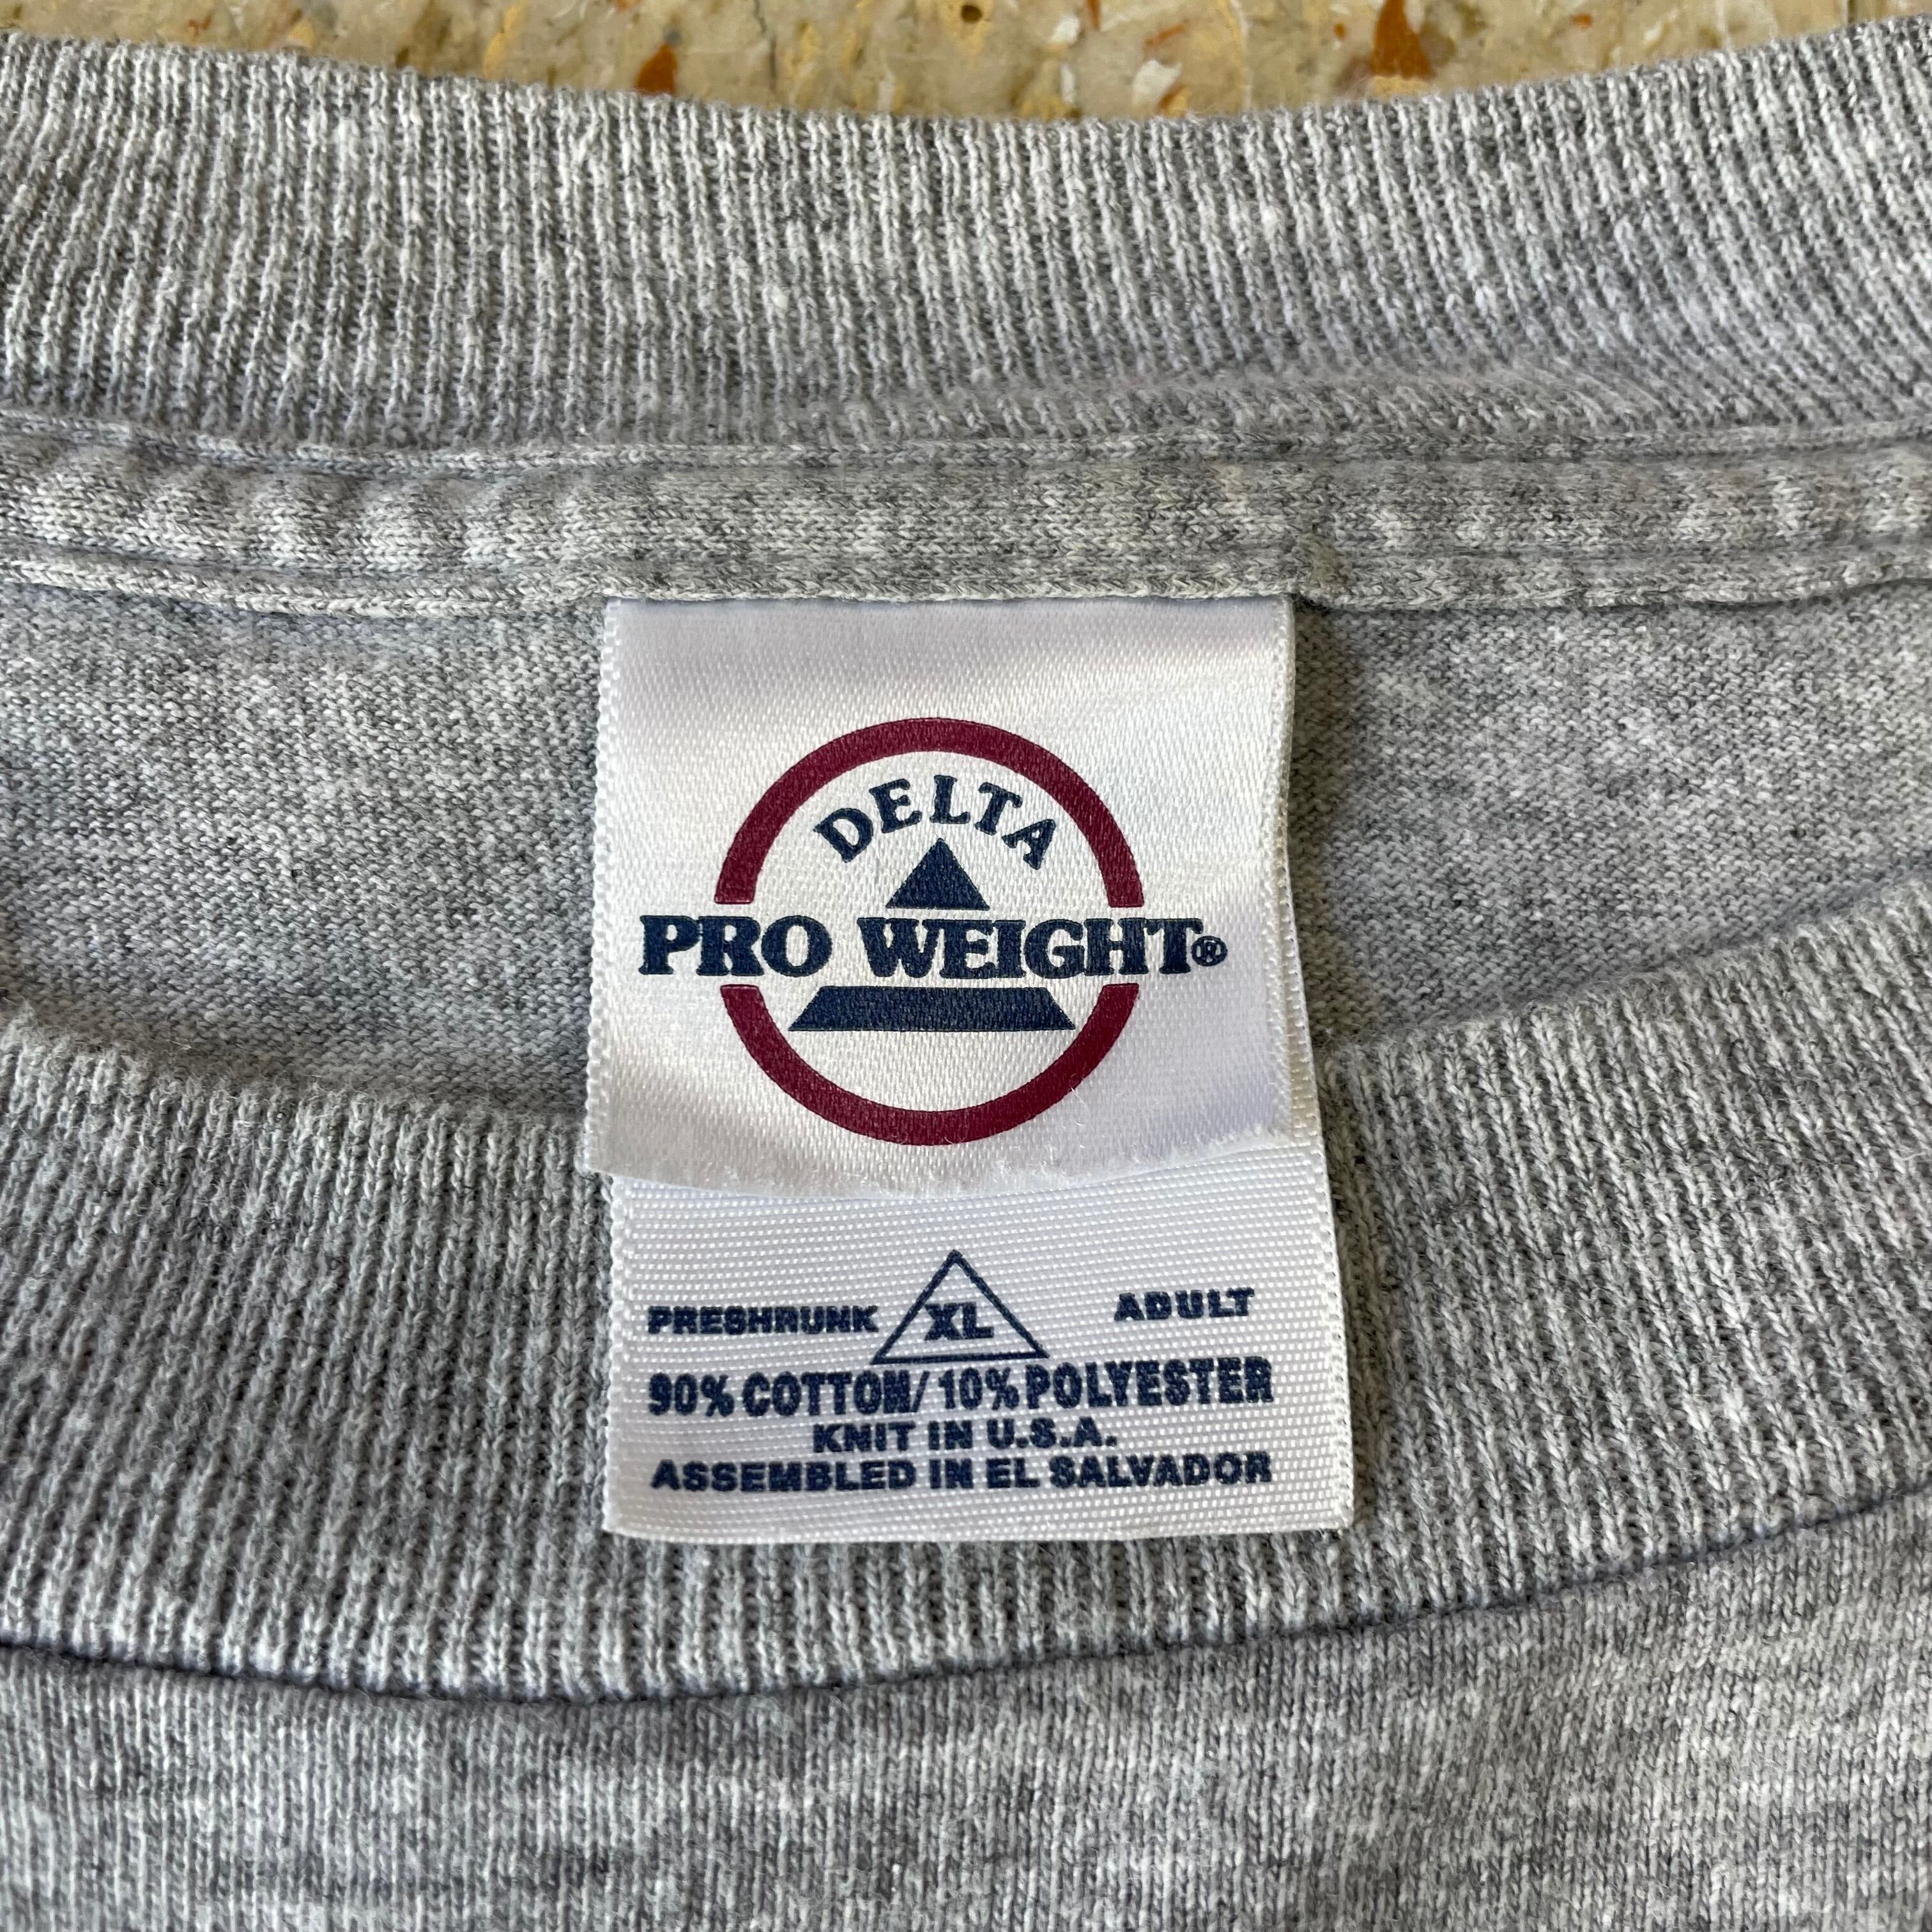 DELTA
PRO WEIGHT®
PRESHRUNK XL ADULT
90% COTTON/10% POLYESTER
KNIT IN U.S.A.
ASSEMBLED IN EL SALVADOR